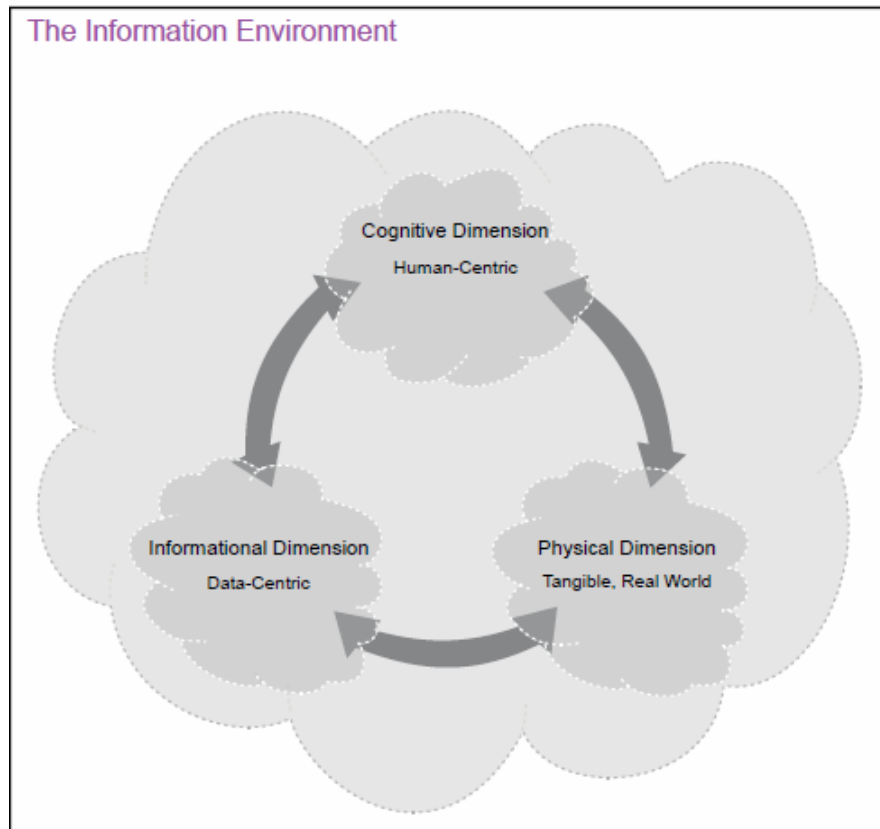 The Information Environment
Cognitive Dimension
Human-Centric
Informational Dimension
Data-Centric
Physical Dimension
Tangible, Real World